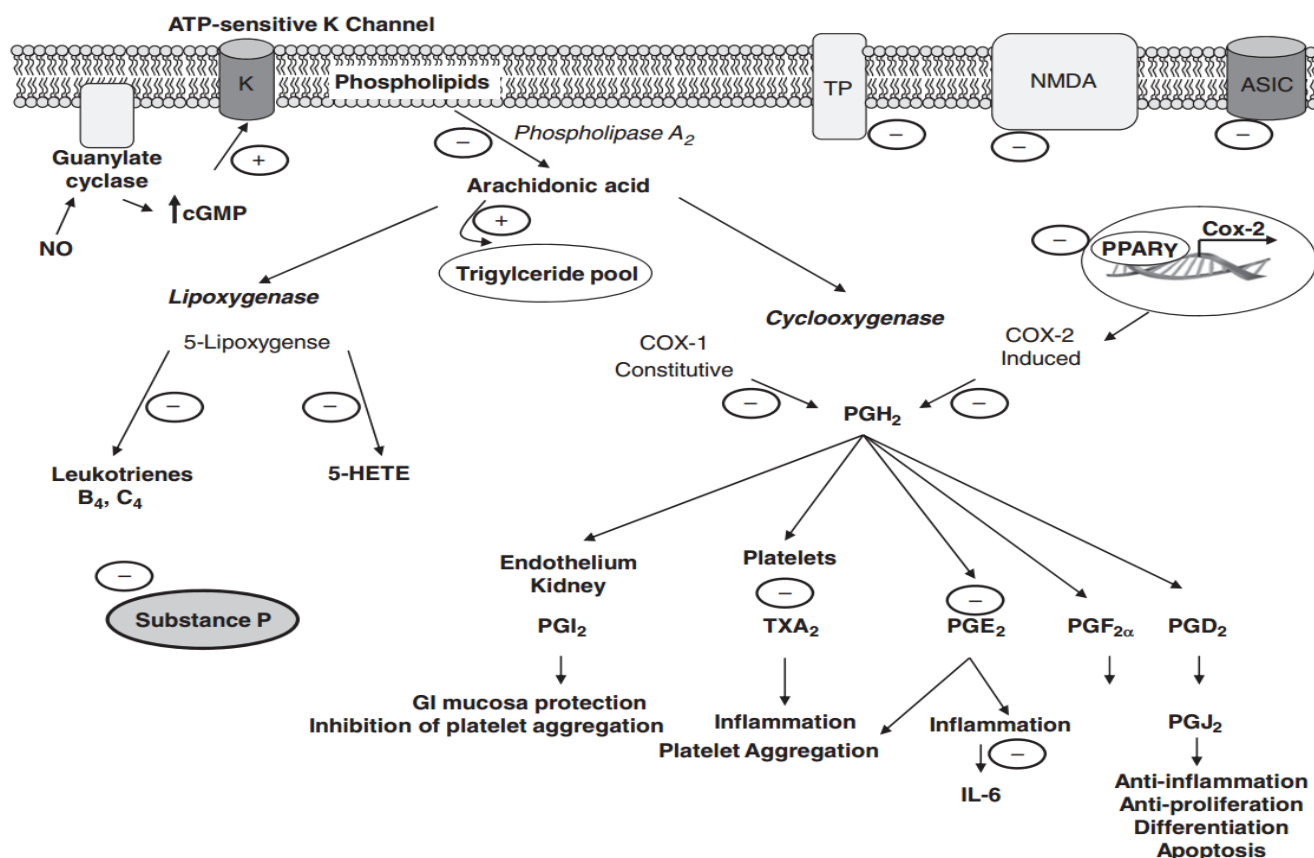 ATP-sensitive K Channel
K
Phospholipids
TP
NMDA
ASIC
Phospholipase A₂
−
−
−
−
Guanylate
cyclase
+
Arachidonic acid
↑cGMP
+
NO
Trigylceride pool
−
PPARγ
Cox-2
Lipoxygenase
5-Lipoxygense
Cyclooxygenase
COX-1
Constitutive
COX-2
Induced
−
−
−
−
PGH₂
Leukotrienes
B₄, C₄
5-HETE
−
Substance P
Endothelium
Kidney
PGI₂
GI mucosa protection
Inhibition of platelet aggregation
Platelets
−
TXA₂
Inflammation
Platelet Aggregation
−
PGE₂
Inflammation
−
IL-6
PGF₂α
PGD₂
PGJ₂
Anti-inflammation
Anti-proliferation
Differentiation
Apoptosis